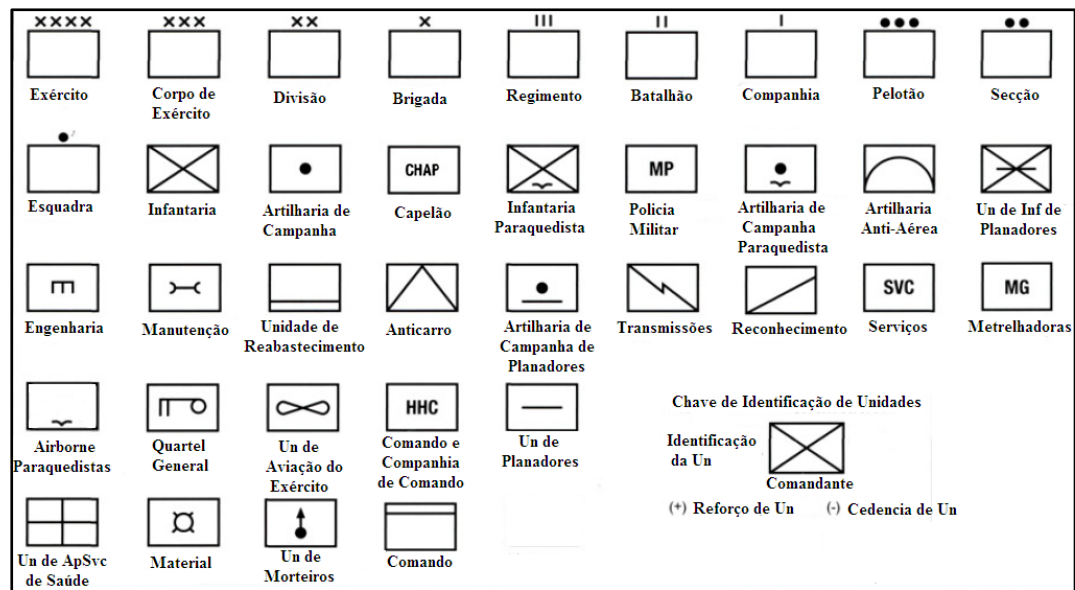 ××××
×××
××
×
III
II
I
Exército
Corpo de
Exército
Divisão
Brigada
Regimento
Batalhão
Companhia
Pelotão
Secção
CHAP
MP
Esquadra
Infantaria
Artilharia de
Campanha
Capelão
Infantaria
Paraquedista
Policia
Militar
Artilharia de
Campanha
Paraquedista
Artilharia
Anti-Aérea
Un de Inf de
Planadores
SVC
MG
Engenharia
Manutenção
Unidade de
Reabastecimento
Anticarro
Artilharia de
Campanha de
Planadores
Transmissões
Reconhecimento
Serviços
Metrelhadoras
HHC
Airborne
Paraquedistas
Quartel
General
Un de
Aviação do
Exército
Comando e
Companhia
de Comando
Un de
Planadores
Chave de Identificação de Unidades
Identificação
da Un
Comandante
(+) Reforço de Un (-) Cedencia de Un
Un de ApSvc
de Saúde
Material
Un de
Morteiros
Comando